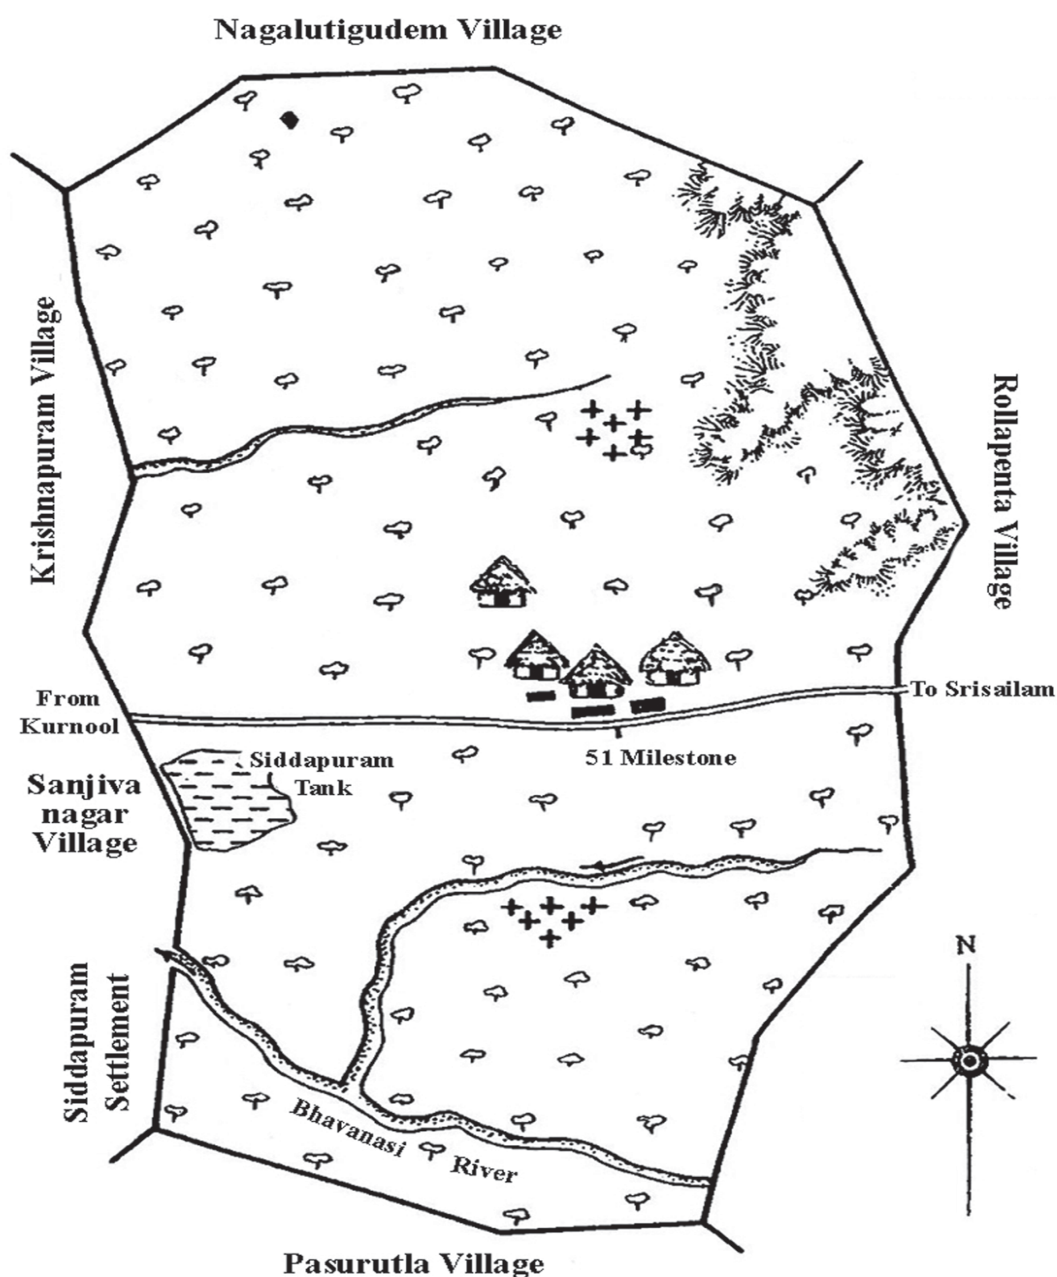 Nagalutigudem Village
Krishnapuram Village
Rollapenta Village
From
Kurnool
To Srisailam
51 Milestone
Siddapuram
Tank
Sanjiva
nagar
Village
Siddapuram
Settlement
N
Bhavanasi
River
Pasurutla Village